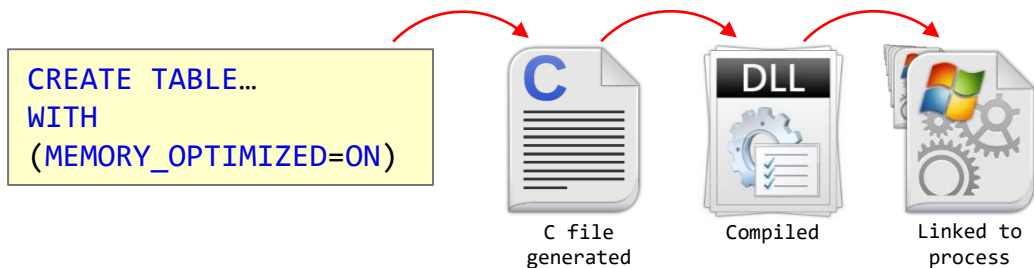 CREATE TABLE…
WITH
(MEMORY_OPTIMIZED=ON)
C
DLL
C file
generated
Compiled
Linked to
process